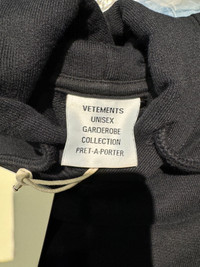 VETEMENTS
UNISEX
GARDEROBE
COLLECTION
PRET-A-PORTER